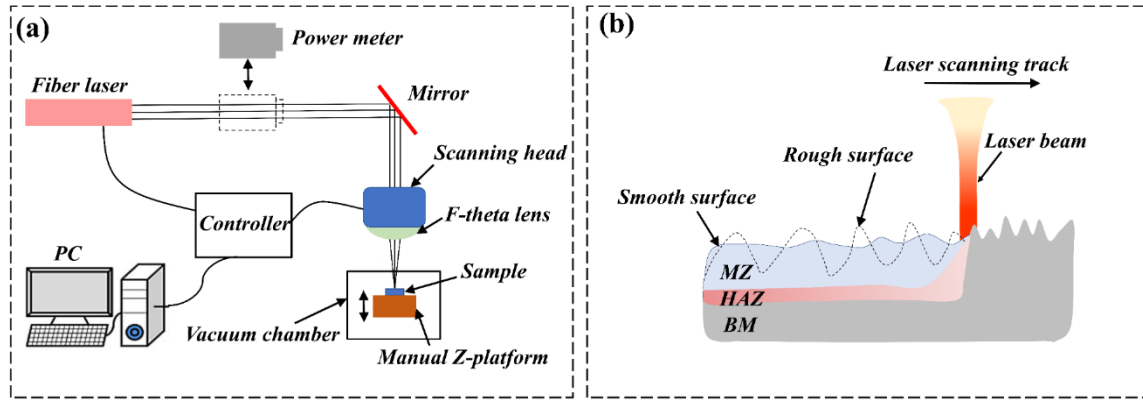 (a)
Power meter
Fiber laser
Mirror
Scanning head
F-theta lens
Controller
PC
Sample
Vacuum chamber
Manual Z-platform
(b)
Laser scanning track
Laser beam
Rough surface
Smooth surface
MZ
HAZ
BM